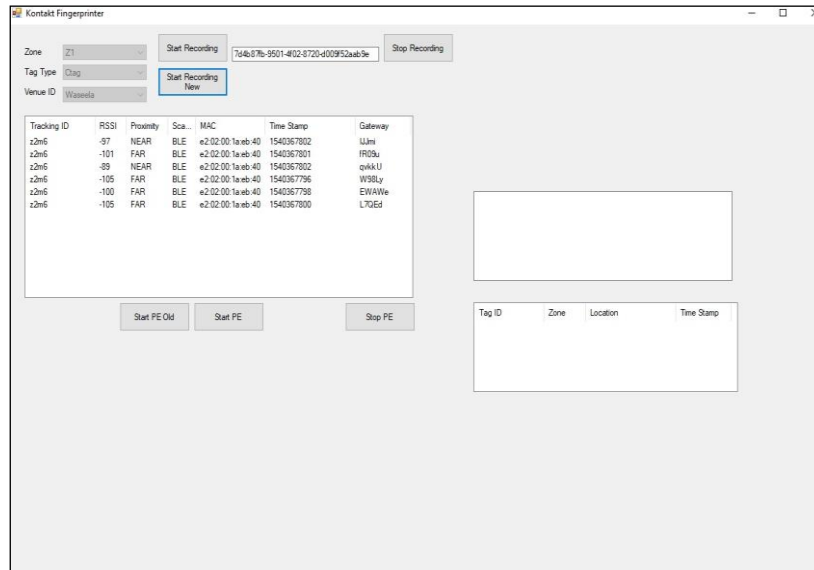 Kontakt Fingerprinter
Zone Z1 Start Recording 7d4b87fb-9501-4f02-8720-d009f52aab9e Stop Recording
Tag Type Ctag Start Recording New
Venue ID Waseela
Tracking ID RSSI Proximity Sca... MAC Time Stamp Gateway
z2m6 -97 NEAR BLE e2:02:00:1a:eb:40 1540367802
z2m6 -101 FAR BLE e2:02:00:1a:eb:40 1540367801 fR09u
z2m6 -89 NEAR BLE e2:02:00:1a:eb:40 1540367802 qvkkU
z2m6 -105 FAR BLE e2:02:00:1a:eb:40 1540367796 W98Ly
z2m6 -100 FAR BLE e2:02:00:1a:eb:40 1540367798 EWAWe
z2m6 -105 FAR BLE e2:02:00:1a:eb:40 1540367800 L7QEd
Start PE Old Start PE Stop PE
Tag ID Zone Location Time Stamp